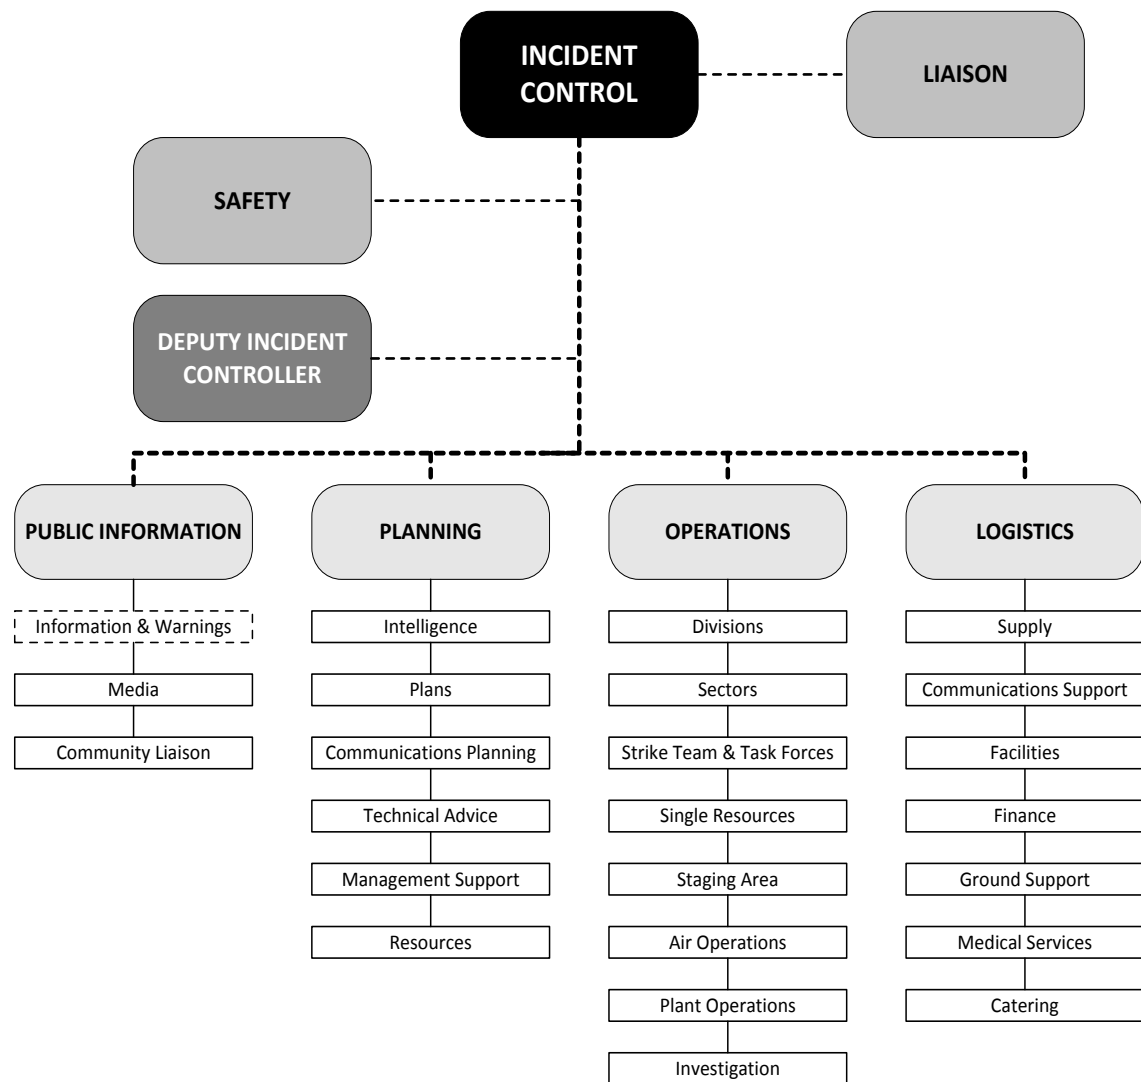 INCIDENT
CONTROL
LIAISON
SAFETY
DEPUTY INCIDENT
CONTROLLER
PUBLIC INFORMATION
PLANNING
OPERATIONS
LOGISTICS
Information & Warnings
Media
Community Liaison
Intelligence
Plans
Communications Planning
Technical Advice
Management Support
Resources
Divisions
Sectors
Strike Team & Task Forces
Single Resources
Staging Area
Air Operations
Plant Operations
Investigation
Supply
Communications Support
Facilities
Finance
Ground Support
Medical Services
Catering